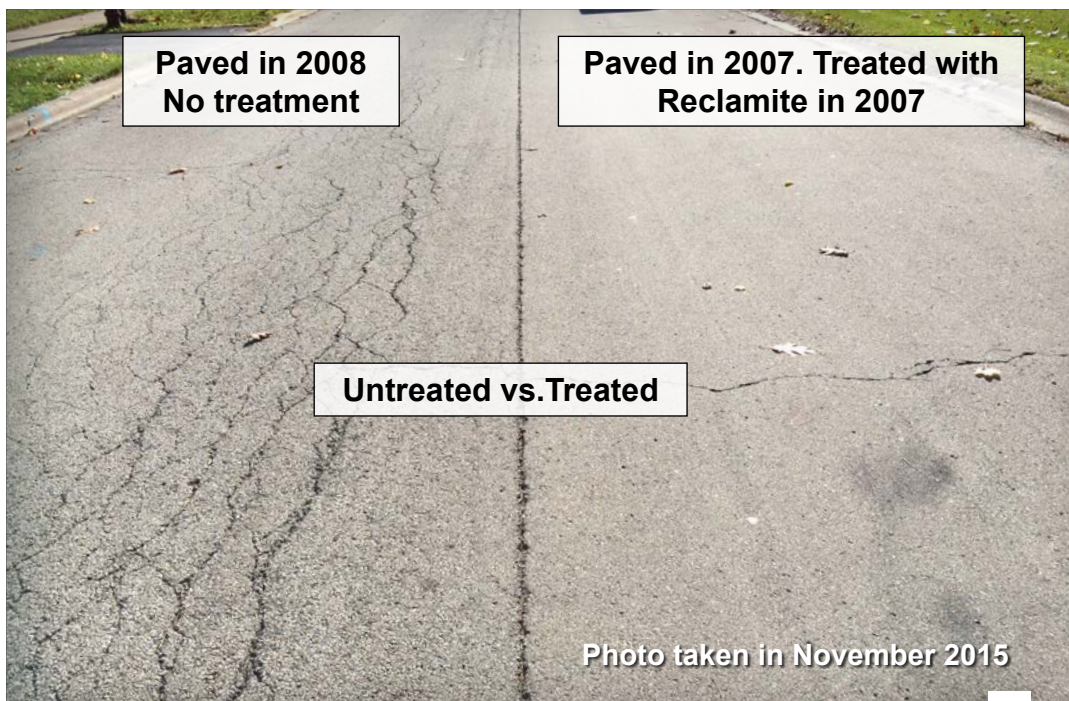 Paved in 2008
No treatment
Paved in 2007. Treated with
Reclamite in 2007
Untreated vs.Treated
Photo taken in November 2015